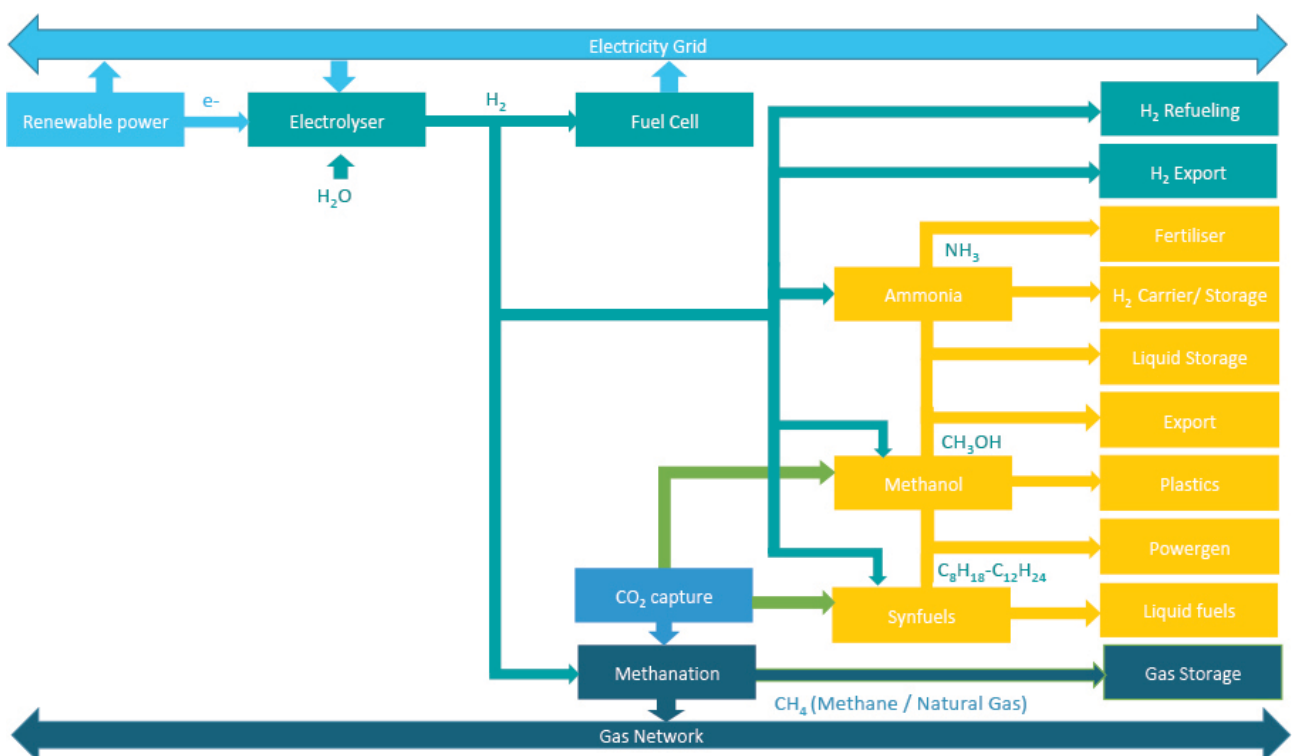 Electricity Grid
Renewable power
e-
Electrolyser
H₂
Fuel Cell
H₂O
H₂ Refueling
H₂ Export
Fertiliser
NH₃
Ammonia
H₂ Carrier/ Storage
Liquid Storage
Export
CH₃OH
Methanol
Plastics
Powergen
C₈H₁₈-C₁₂H₂₄
CO₂ capture
Synfuels
Liquid fuels
Methanation
Gas Storage
CH₄ (Methane / Natural Gas)
Gas Network